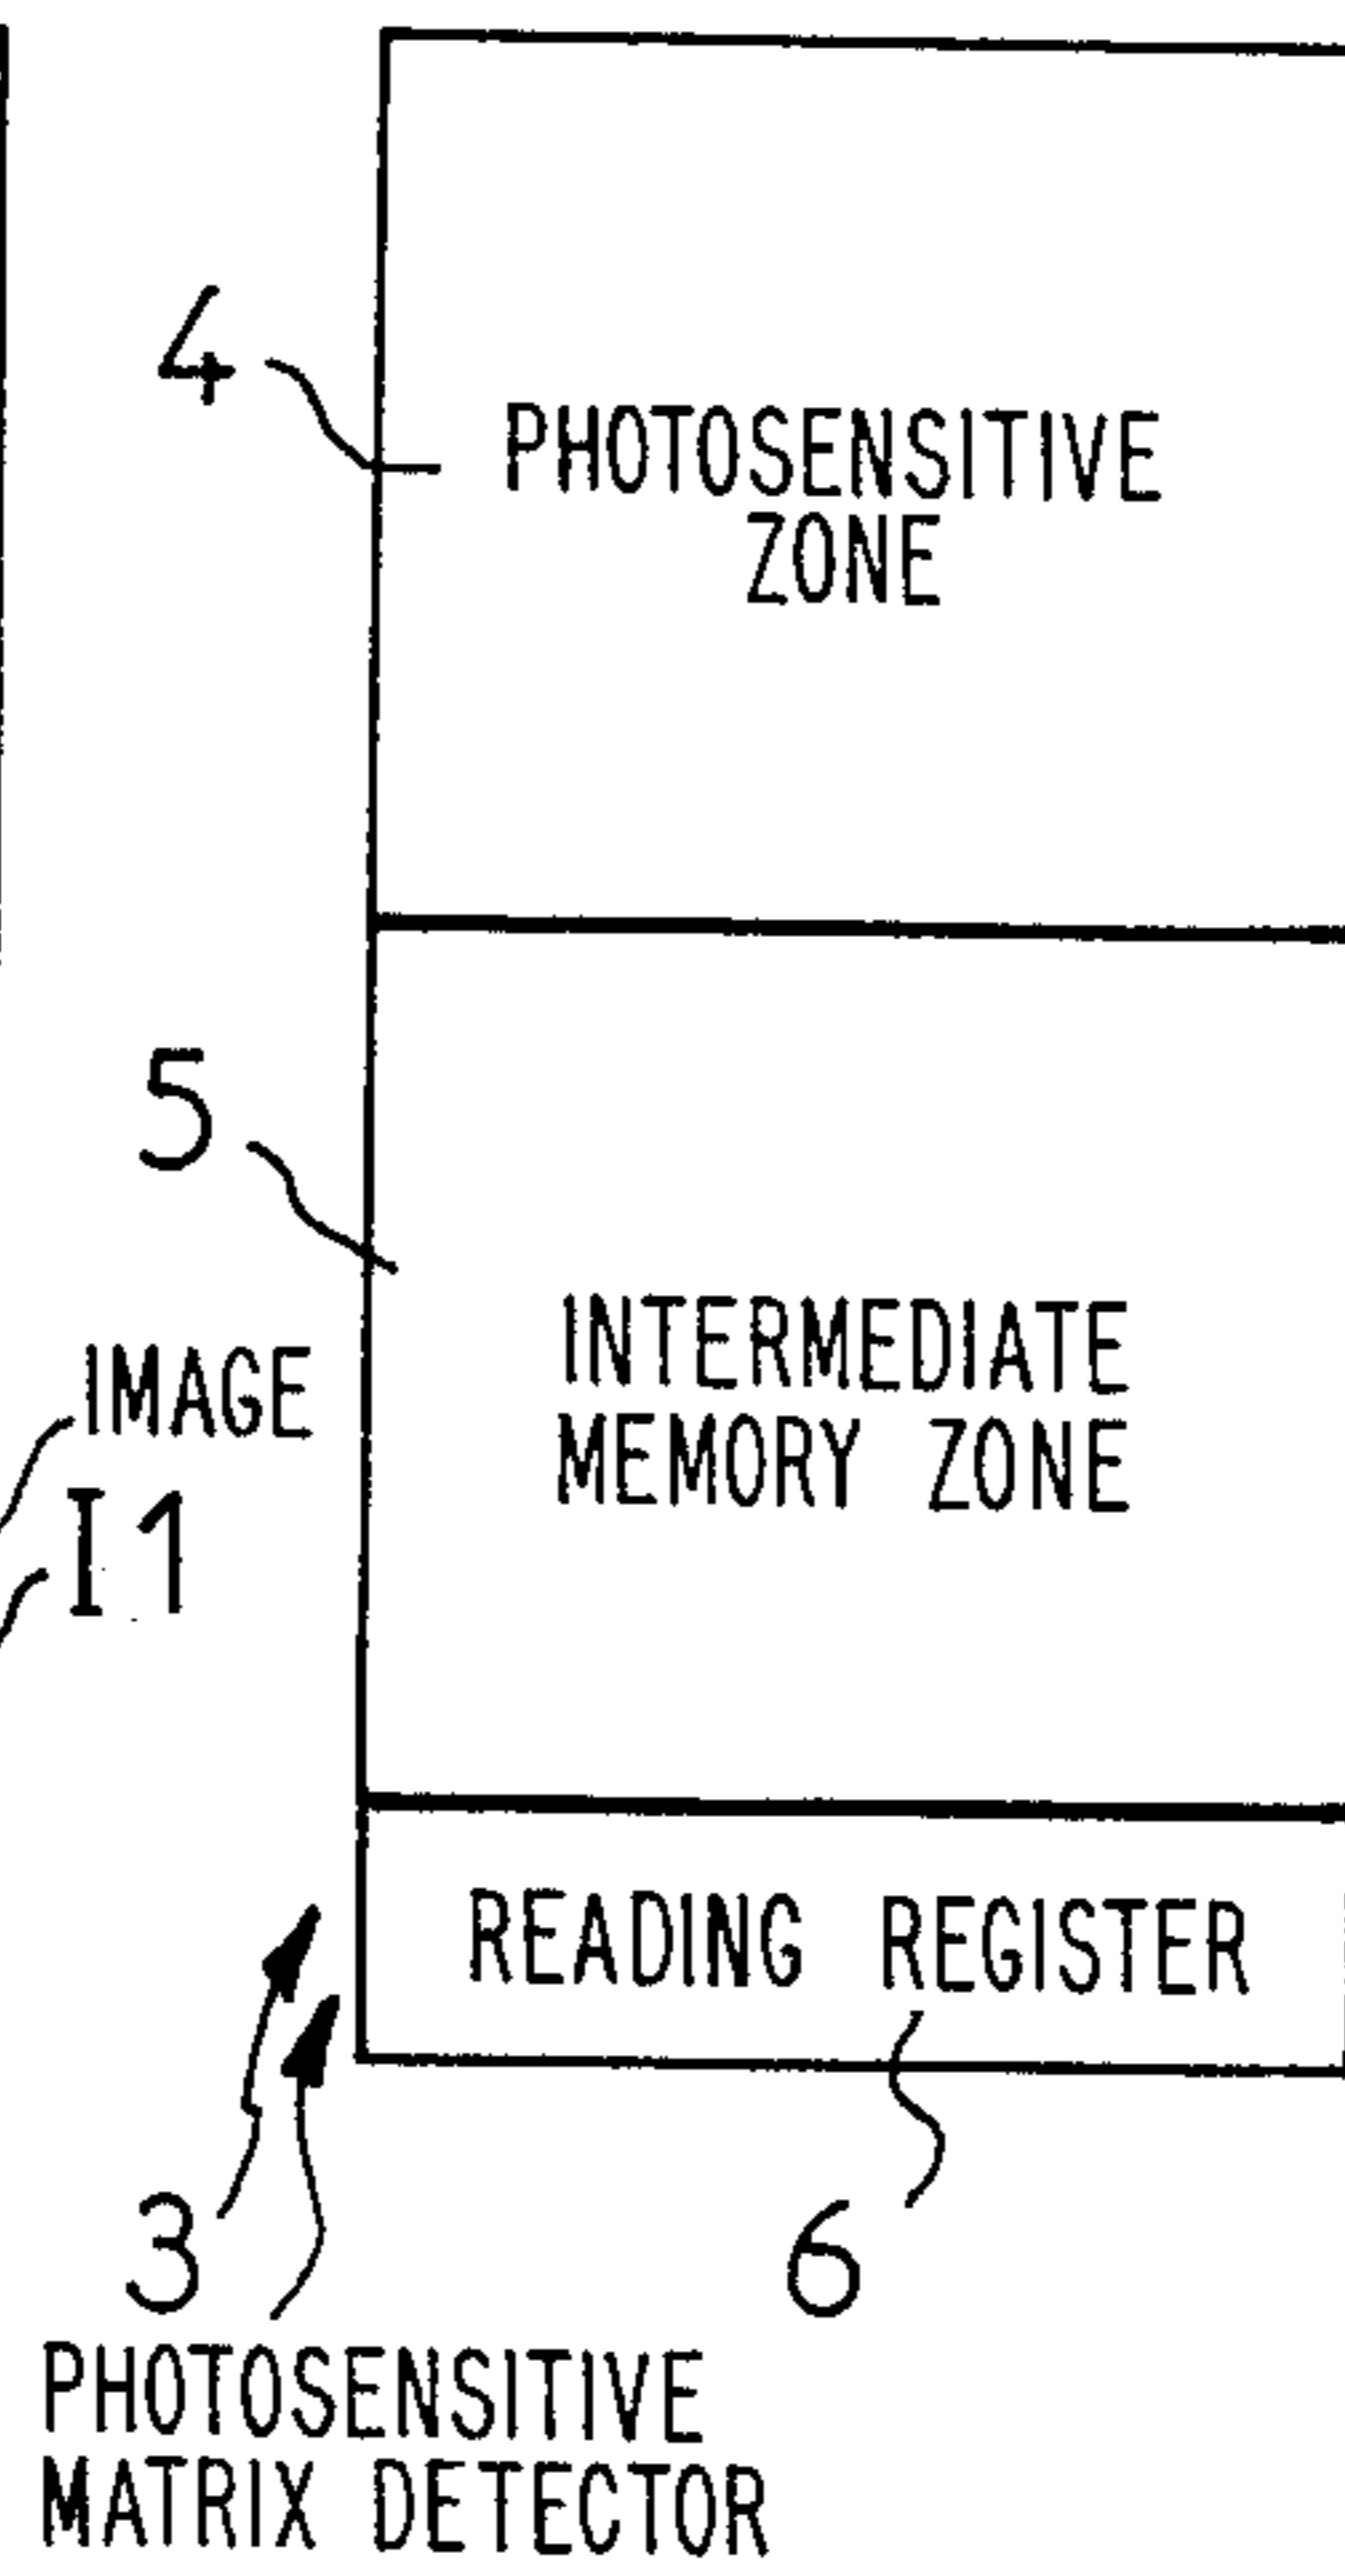 4
PHOTOSENSITIVE
ZONE
5
INTERMEDIATE
MEMORY ZONE
IMAGE
I1
READING REGISTER
3
6
PHOTOSENSITIVE
MATRIX DETECTOR